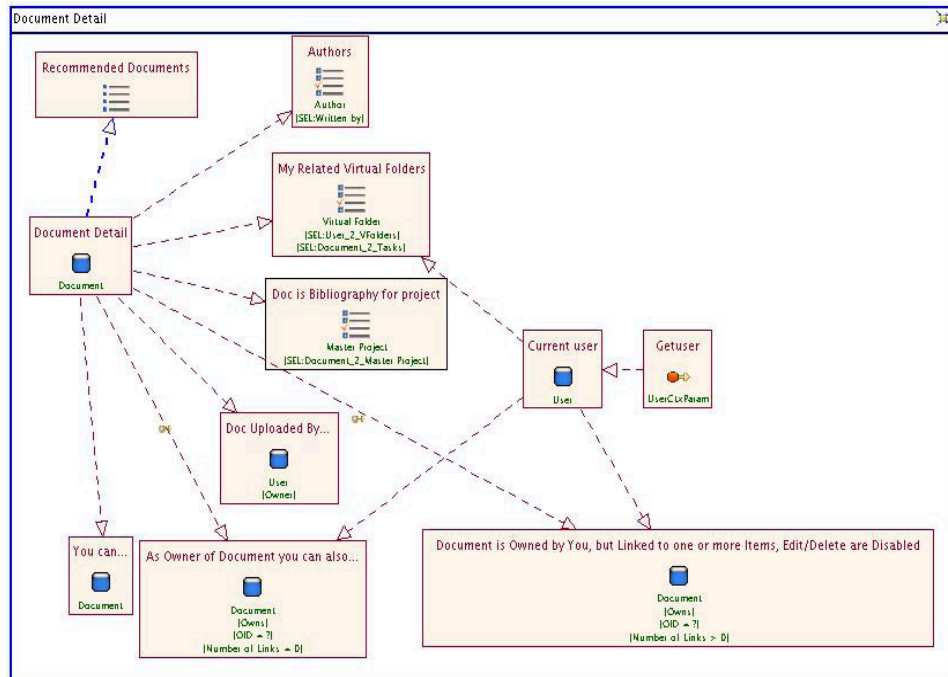 Document Detail
Recommended Documents
Authors
Author
[SEL:Written by]
My Related Virtual Folders
Virtual Folder
[SEL:User_2_VFolders]
[SEL:Document_2_Tasks]
Document Detail
Document
Doc is Bibliography for project
Master Project
[SEL:Document_2_Master Project]
Current user
User
Getuser
UserCtxParam
Doc Uploaded By...
User
[Owner]
You can...
Document
As Owner of Document you can also...
Document
[Owns]
[OID = ?]
[Number of Links = 0]
Document is Owned by You, but Linked to one or more Items, Edit/Delete are Disabled
Document
[Owns]
[OID = ?]
[Number of Links > 0]